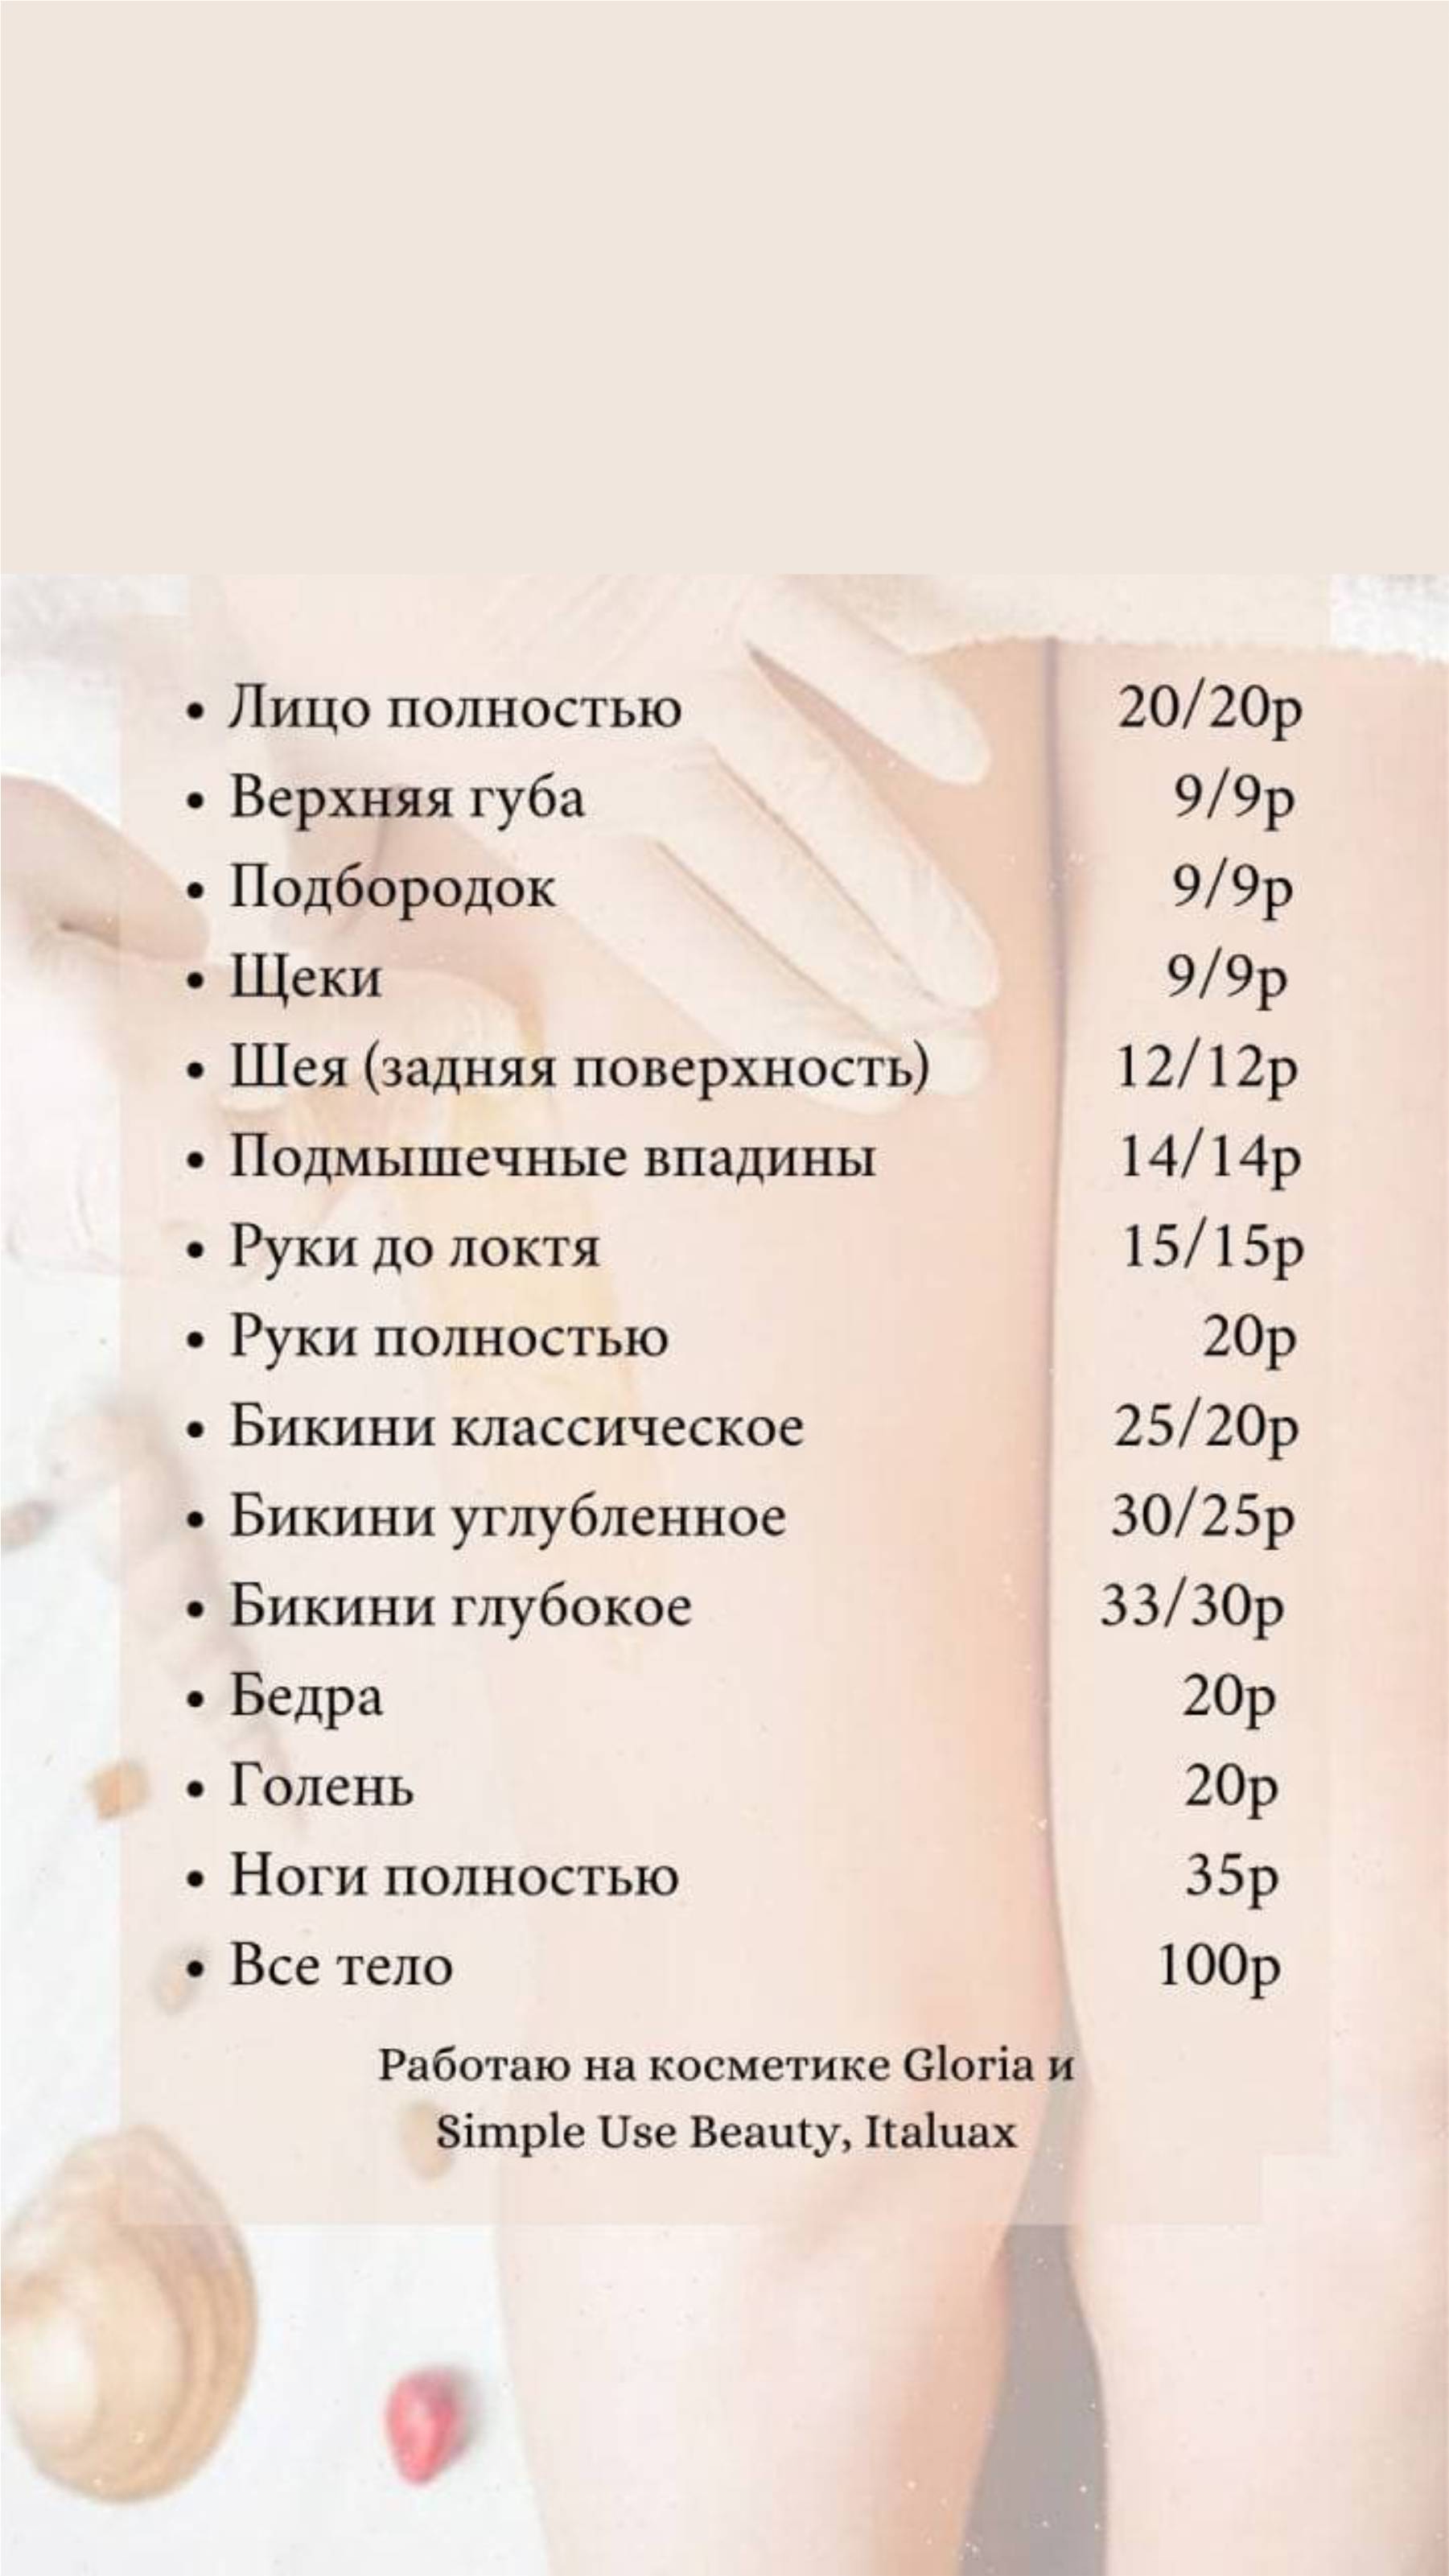 • Лицо полностью 20/20р
• Верхняя губа 9/9р
• Подбородок 9/9р
• Щеки 9/9р
• Шея (задняя поверхность) 12/12р
• Подмышечные впадины 14/14р
• Руки до локтя 15/15р
• Руки полностью 20р
• Бикини классическое 25/20р
• Бикини углубленное 30/25р
• Бикини глубокое 33/30р
• Бедра 20р
• Голень 20р
• Ноги полностью 35р
• Все тело 100р
Работаю на косметике Gloria и
Simple Use Beauty, Italuax